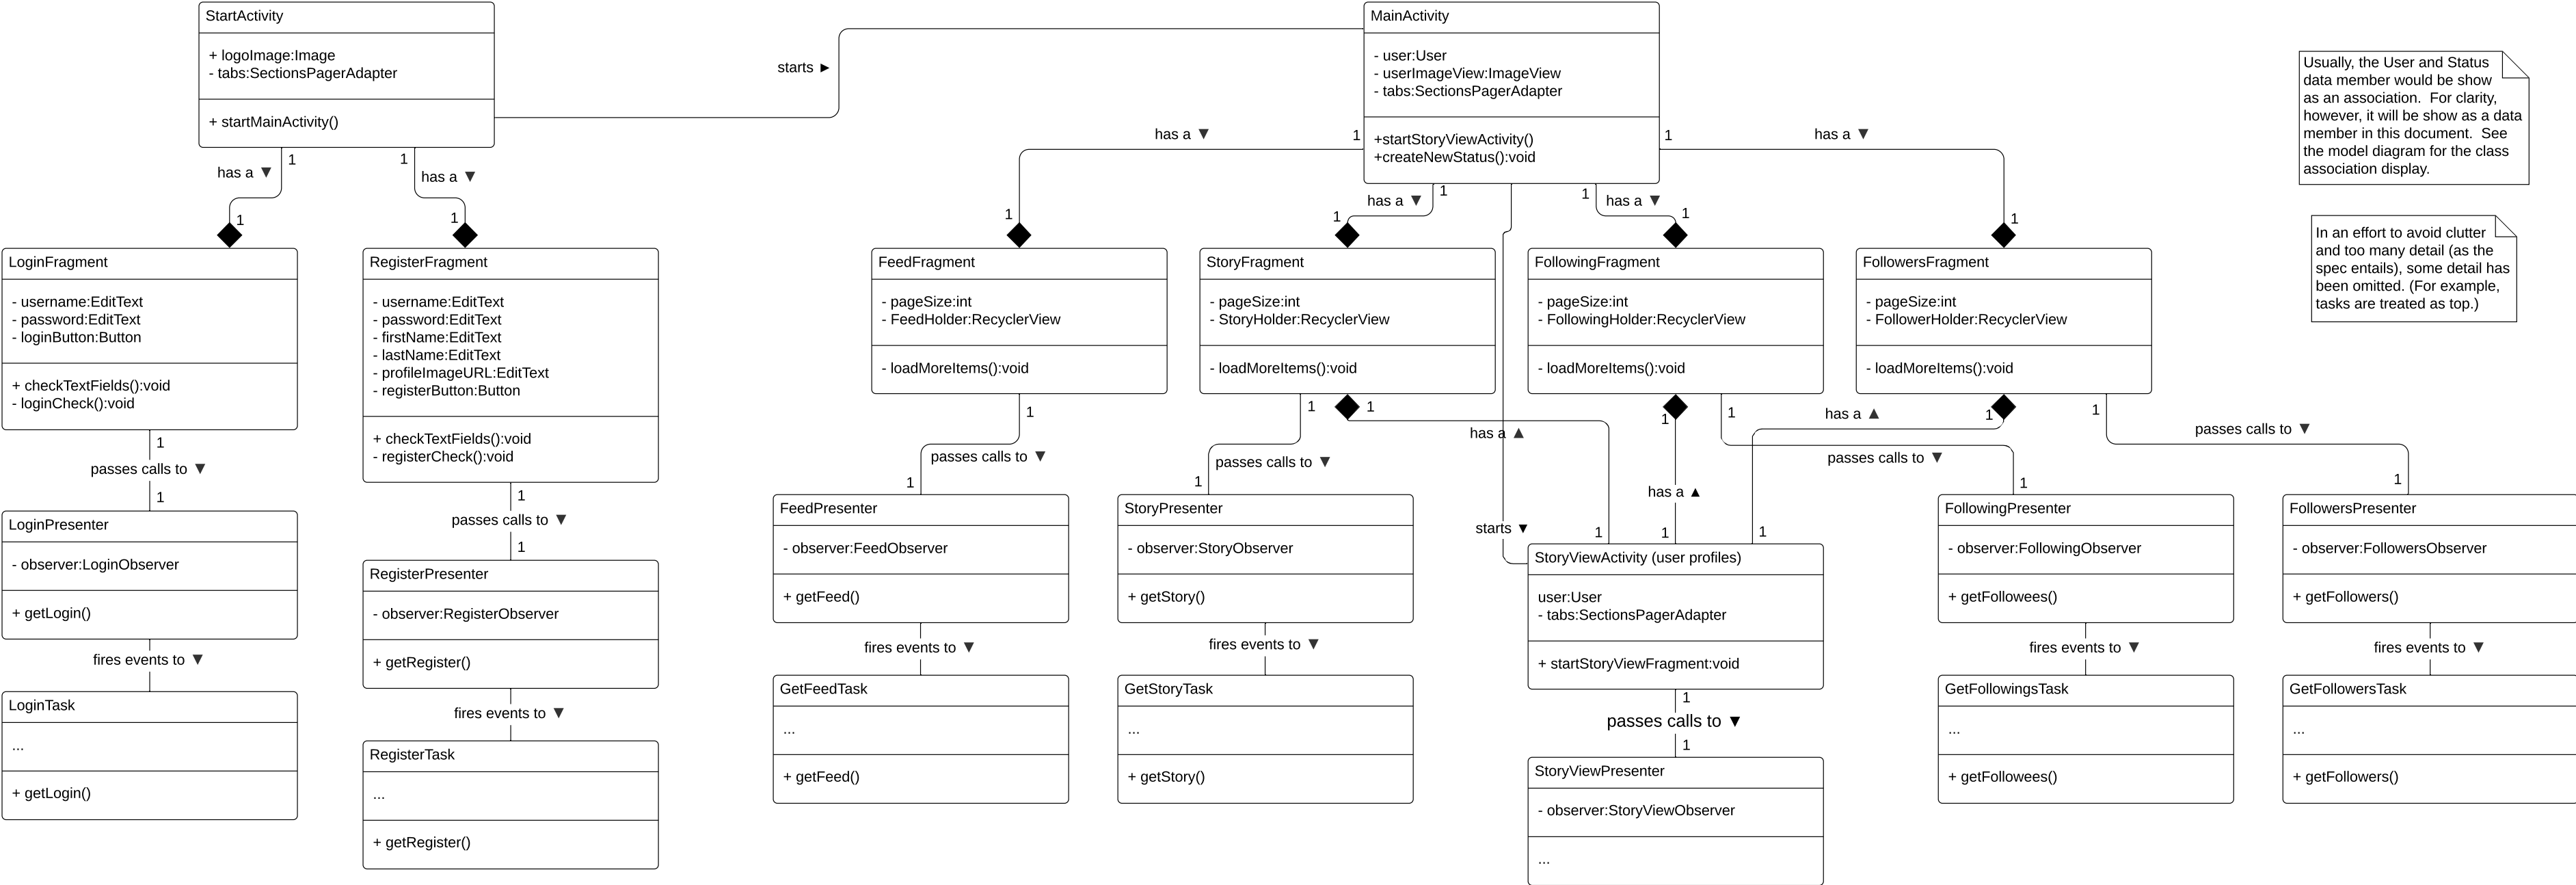 StartActivity
+ logoImage:Image
- tabs:SectionsPagerAdapter
+ startMainActivity()
starts ►
MainActivity
- user:User
- userImageView:ImageView
- tabs:SectionsPagerAdapter
+startStoryViewActivity()
+createNewStatus():void
Usually, the User and Status
data member would be show
as an association.  For clarity,
however, it will be show as a data
member in this document.  See
the model diagram for the class
association display.
In an effort to avoid clutter
and too many detail (as the
spec entails), some detail has
been omitted. (For example,
tasks are treated as top.)
1
has a ▼
1
1
has a ▼
1
has a ▼
1
1
1
has a ▼
1
1
has a ▼
1
1
has a ▼
1
starts ▼
LoginFragment
- username:EditText
- password:EditText
- loginButton:Button
+ checkTextFields():void
- loginCheck():void
1
passes calls to ▼
1
LoginPresenter
- observer:LoginObserver
+ getLogin()
fires events to ▼
LoginTask
...
+ getLogin()
RegisterFragment
- username:EditText
- password:EditText
- firstName:EditText
- lastName:EditText
- profileImageURL:EditText
- registerButton:Button
+ checkTextFields():void
- registerCheck():void
1
passes calls to ▼
1
RegisterPresenter
- observer:RegisterObserver
+ getRegister()
fires events to ▼
RegisterTask
...
+ getRegister()
FeedFragment
- pageSize:int
- FeedHolder:RecyclerView
- loadMoreItems():void
1
passes calls to ▼
1
FeedPresenter
- observer:FeedObserver
+ getFeed()
fires events to ▼
GetFeedTask
...
+ getFeed()
StoryFragment
- pageSize:int
- StoryHolder:RecyclerView
- loadMoreItems():void
1
passes calls to ▼
1
1
has a ▲
1
StoryPresenter
- observer:StoryObserver
+ getStory()
fires events to ▼
GetStoryTask
...
+ getStory()
FollowingFragment
- pageSize:int
- FollowingHolder:RecyclerView
- loadMoreItems():void
1
has a ▲
1
1
passes calls to ▼
1
StoryViewActivity (user profiles)
user:User
- tabs:SectionsPagerAdapter
+ startStoryViewFragment:void
1
passes calls to ▼
1
StoryViewPresenter
- observer:StoryViewObserver
...
FollowersFragment
- pageSize:int
- FollowerHolder:RecyclerView
- loadMoreItems():void
has a ▲
1
1
1
passes calls to ▼
1
FollowingPresenter
- observer:FollowingObserver
+ getFollowees()
fires events to ▼
GetFollowingsTask
...
+ getFollowees()
FollowersPresenter
- observer:FollowersObserver
+ getFollowers()
fires events to ▼
GetFollowersTask
...
+ getFollowers()